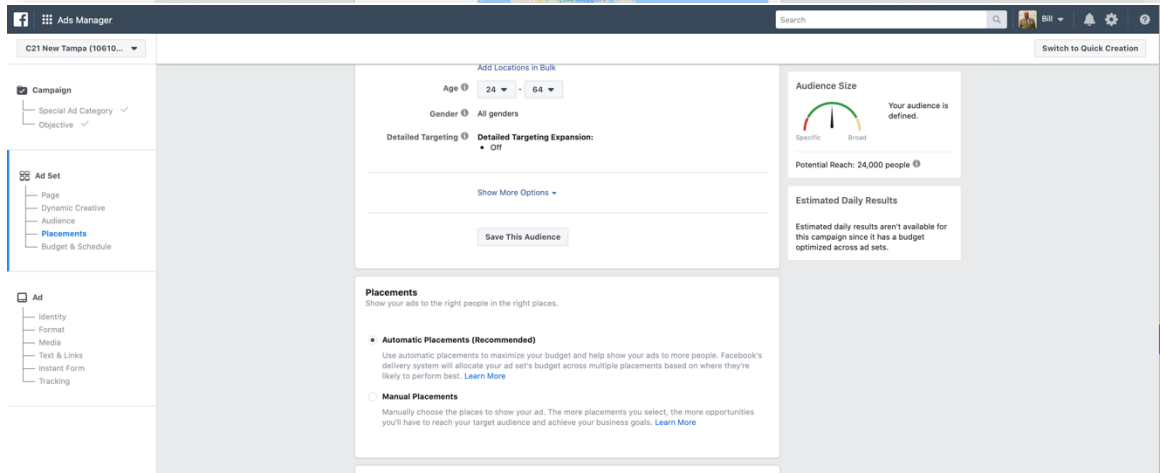 Ads Manager
Search
Bill
C21 New Tampa (10610...
Switch to Quick Creation
Campaign
Special Ad Category
Objective
Ad Set
Page
Dynamic Creative
Audience
Placements
Budget & Schedule
Ad
Identity
Format
Media
Text & Links
Instant Form
Tracking
Add Locations in Bulk
Age 24 - 64
Gender All genders
Detailed Targeting Detailed Targeting Expansion:
• Off
Show More Options
Save This Audience
Placements
Show your ads to the right people in the right places.
Automatic Placements (Recommended)
Use automatic placements to maximize your budget and help show your ads to more people. Facebook's
delivery system will allocate your ad set's budget across multiple placements based on where they're
likely to perform best. Learn More
Manual Placements
Manually choose the places to show your ad. The more placements you select, the more opportunities
you'll have to reach your target audience and achieve your business goals. Learn More
Audience Size
Your audience is
defined.
Specific Broad
Potential Reach: 24,000 people
Estimated Daily Results
Estimated daily results aren't available for
this campaign since it has a budget
optimized across ad sets.